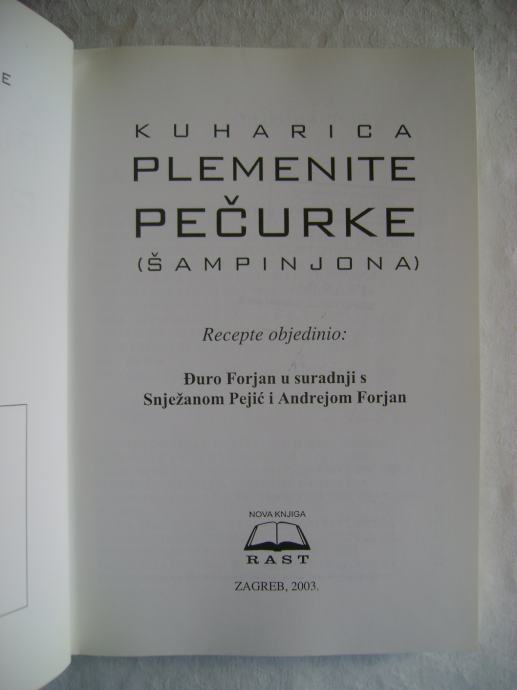 E
KUHARICA
PLEMENITE
PEČURKE
(ŠAMPINJONA)
Recepte objedinio:
Đuro Forjan u suradnji s
Snježanom Pejić i Andrejom Forjan
NOVA KNJIGA
RAST
ZAGREB, 2003.